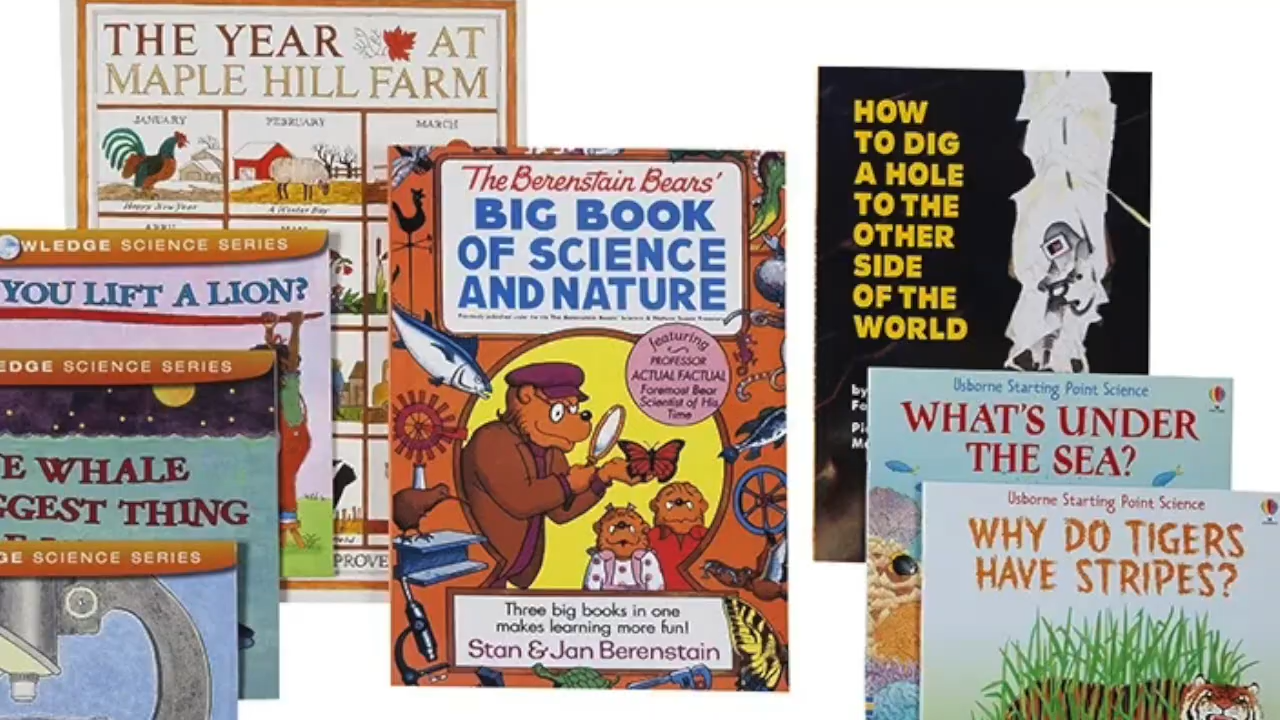 THE YEAR AT
MAPLE HILL FARM
JANUARY
FEBRUARY
MARCH
Happy New Year
A Winter Day
APRIL
WLEDGE SCIENCE SERIES
YOU LIFT A LION?
EDGE SCIENCE SERIES
E WHALE
GGEST THING
GE SCIENCE SERIES
PROVE
The Berenstain Bears'
BIG BOOK
OF SCIENCE
AND NATURE
featuring
PROFESSOR
ACTUAL FACTUAL
Foremost Bear
Scientist of His
Time
Three big books in one
makes learning more fun!
Stan & Jan Berenstain
HOW
TO DIG
A HOLE
TO THE
OTHER
SIDE
OF THE
WORLD
by
Usborne Starting Point Science
WHAT'S UNDER
THE SEA?
Usborne Starting Point Science
WHY DO TIGERS
HAVE STRIPES?